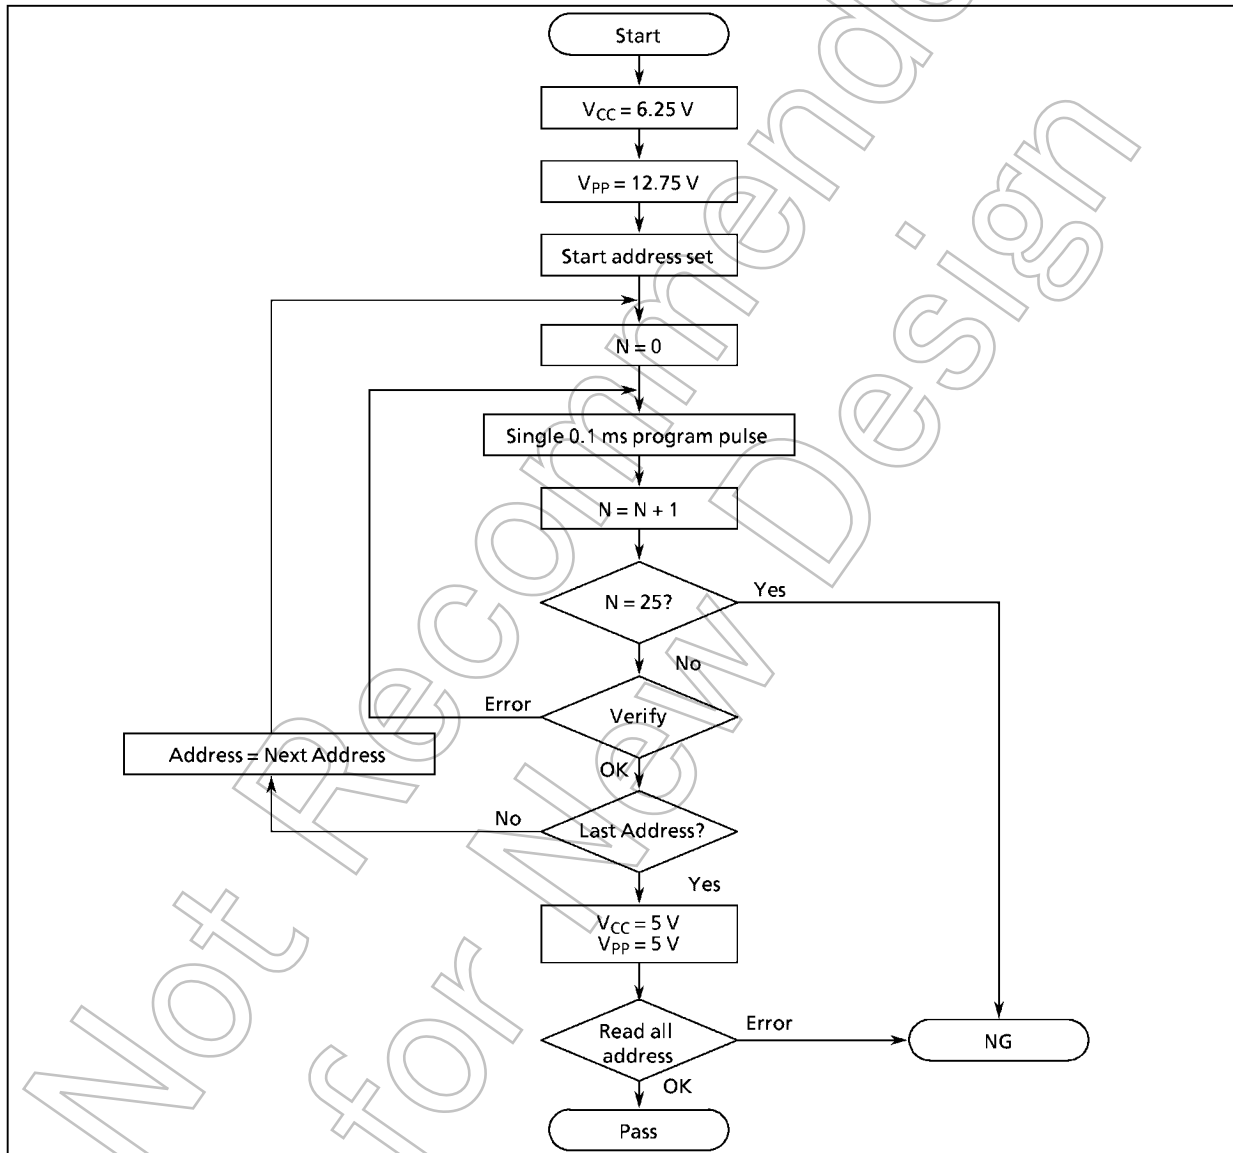 Start
VCC = 6.25 V
VPP = 12.75 V
Start address set
N = 0
Single 0.1 ms program pulse
N = N + 1
N = 25?
Yes
No
Error
Verify
Address = Next Address
OK
No
Last Address?
Yes
VCC = 5 V
VPP = 5 V
Read all
address
Error
NG
OK
Pass
Not Recommended
for New Design